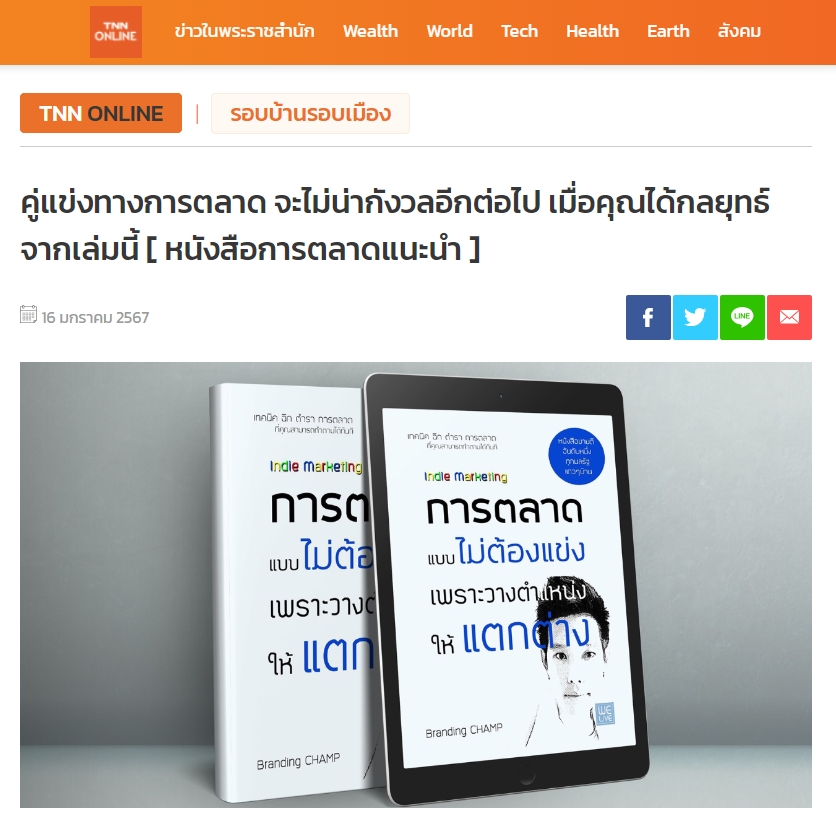 TNN
ONLINE
ข่าวในพระราชสำนัก Wealth World Tech Health Earth สังคม
TNN ONLINE | รอบบ้านรอบเมือง
คู่แข่งทางการตลาด จะไม่น่ากังวลอีกต่อไป เมื่อคุณได้กลยุทธ์
จากเล่มนี้ [ หนังสือการตลาดแนะนำ ]
16 มกราคม 2567
LINE
เทคนิค ฉีก ตำรา การตลาด
ที่คุณสามารถทำตามได้ทันที
Indie Marketing
การต
แบบ ไม่ต้อ
เพราะวางต
ให้ แตก
Branding CHAMP
เทคนิค ฉีก ตำรา การตลาด
ที่คุณสามารถทำตามได้ทันที
หนังสือขายดี
อันดับหนึ่ง
Indie Marketing
การตลาด
แบบ ไม่ต้องแข่ง
เพราะวางตำแหน่ง
ให้ แตกต่าง
WE
LIVE
Branding CHAMP